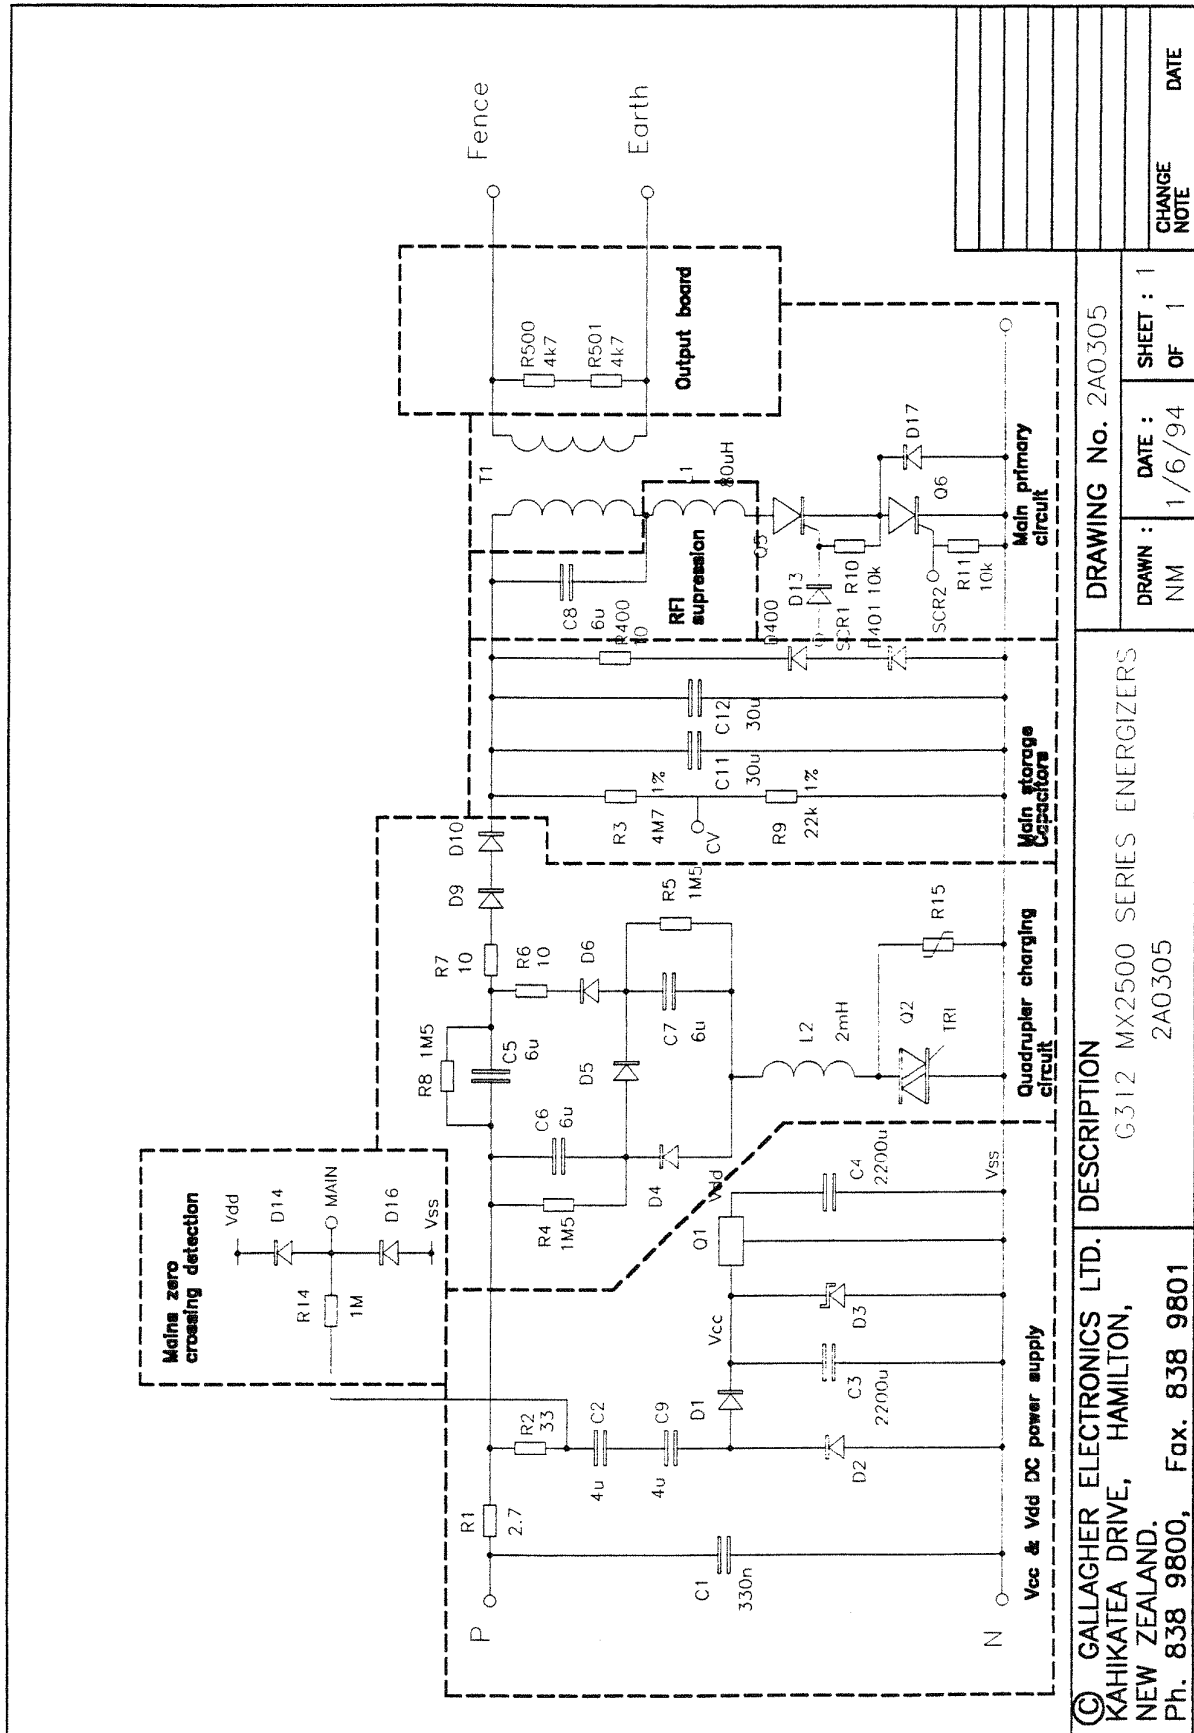 Mains zero
crossing detection
Vdd
D14
MAIN
D16
Vss
R14
1M
P
R1
2.7
R2
33
C2
4u
C9
4u
C1
330n
D1
D2
Vcc
C3
2200u
D3
Q1
Vdd
C4
2200u
Vss
N
Vcc & Vdd DC power supply
R8 1M5
C5
6u
R4
1M5
C6
6u
D4
D5
R7
10
R6
10
D6
C7
6u
R5
1M5
D9
D10
L2
2mH
Q2
TRI
R15
Quadrupler charging
circuit
R3
4M7 1%
CV
R9
22k 1%
C11
30u
C12
30u
R400
10
D400
D401
Main storage
Capacitors
C8
6u
RFI
supression
T1
L1
80uH
Q5
D13
SCR1
R10
10k
Q6
D17
SCR2
R11
10k
Main primary
circuit
R500
4k7
R501
4k7
Output board
Fence
Earth
© GALLAGHER ELECTRONICS LTD.
KAHIKATEA DRIVE, HAMILTON,
NEW ZEALAND.
Ph. 838 9800, Fax. 838 9801
DESCRIPTION
G312 MX2500 SERIES ENERGIZERS
2A0305
DRAWING No. 2A0305
DRAWN :
NM
DATE :
1/6/94
SHEET : 1
OF 1
CHANGE
NOTE
DATE